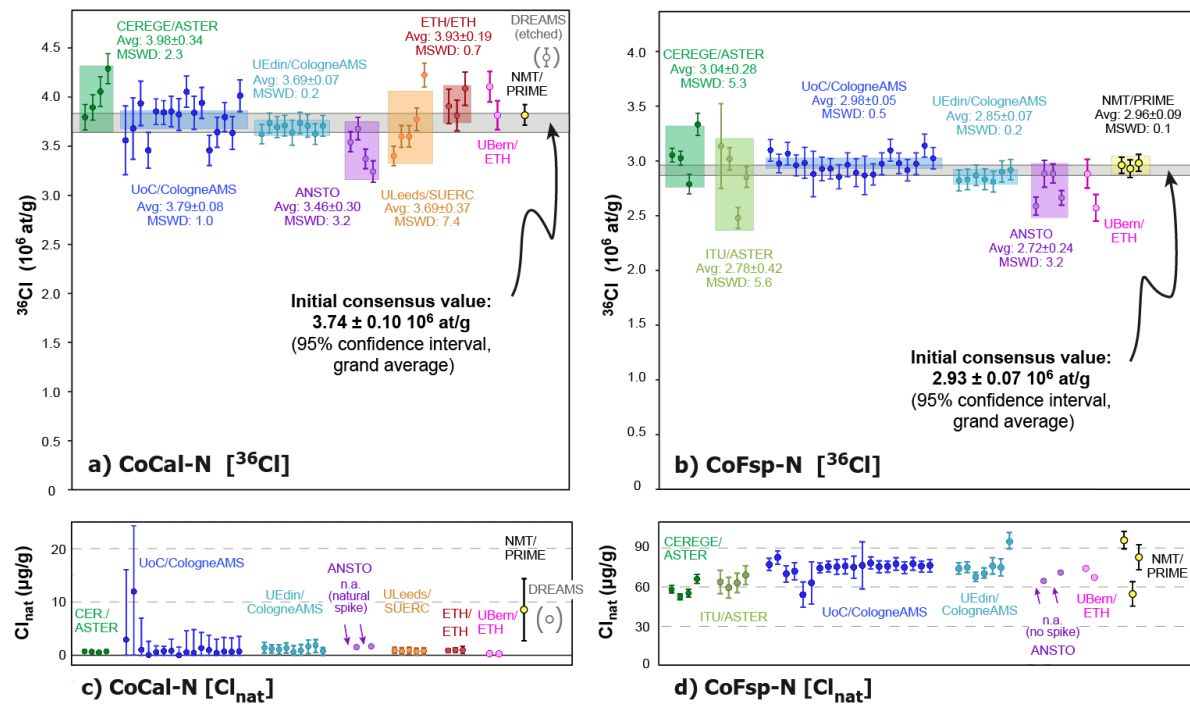 CEREGE/ASTER
Avg: 3.98±0.34
MSWD: 2.3
ETH/ETH
Avg: 3.93±0.19
MSWD: 0.7
DREAMS
(etched)
UEdin/CologneAMS
Avg: 3.69±0.07
MSWD: 0.2
NMT/
PRIME
UBern/
ETH
UoC/CologneAMS
Avg: 3.79±0.08
MSWD: 1.0
ANSTO
Avg: 3.46±0.30
MSWD: 3.2
ULeeds/SUERC
Avg: 3.69±0.37
MSWD: 7.4
Initial consensus value:
3.74 ± 0.10 10⁶ at/g
(95% confidence interval,
grand average)
³⁶Cl (10⁶ at/g)
4.5
4.0
3.5
3.0
2.5
2.0
1.5
1.0
0.5
0
a) CoCal-N [³⁶Cl]
CEREGE/ASTER
Avg: 3.04±0.28
MSWD: 5.3
UoC/CologneAMS
Avg: 2.98±0.05
MSWD: 0.5
UEdin/CologneAMS
Avg: 2.85±0.07
MSWD: 0.2
NMT/PRIME
Avg: 2.96±0.09
MSWD: 0.1
ITU/ASTER
Avg: 2.78±0.42
MSWD: 5.6
ANSTO
Avg: 2.72±0.24
MSWD: 3.2
UBern/
ETH
Initial consensus value:
2.93 ± 0.07 10⁶ at/g
(95% confidence interval,
grand average)
³⁶Cl (10⁶ at/g)
4.0
3.5
3.0
2.5
2.0
1.5
1.0
0.5
0
b) CoFsp-N [³⁶Cl]
Cl_nat (µg/g)
20
10
0
UoC/CologneAMS
CER./
ASTER
UEdin/
CologneAMS
ANSTO
n.a.
(natural
spike)
ULeeds/
SUERC
ETH/
ETH
UBern/
ETH
NMT/
PRIME
DREAMS
c) CoCal-N [Cl_nat]
Cl_nat (µg/g)
90
60
30
0
CEREGE/
ASTER
ITU/ASTER
UoC/CologneAMS
UEdin/
CologneAMS
n.a.
(no spike)
ANSTO
UBern/
ETH
NMT/
PRIME
d) CoFsp-N [Cl_nat]